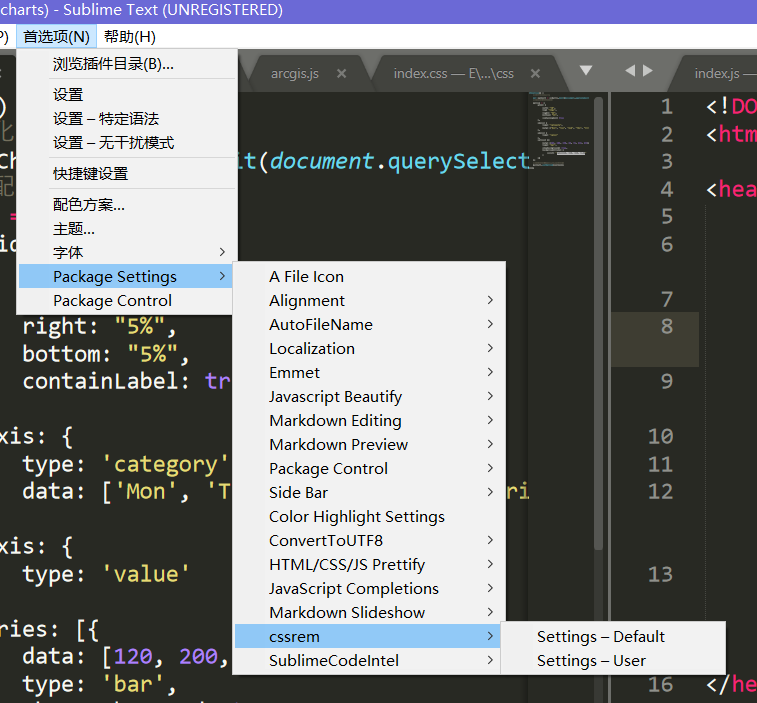 charts) - Sublime Text (UNREGISTERED)
P) 首选项(N) 帮助(H)
浏览插件目录(B)...
设置
设置 – 特定语法
设置 – 无干扰模式
快捷键设置
配色方案...
主题...
字体
Package Settings
Package Control
A File Icon
Alignment
AutoFileName
Localization
Emmet
Javascript Beautify
Markdown Editing
Markdown Preview
Package Control
Side Bar
Color Highlight Settings
ConvertToUTF8
HTML/CSS/JS Prettify
JavaScript Completions
Markdown Slideshow
cssrem
SublimeCodeIntel
Settings – Default
Settings – User
arcgis.js × index.css — E\...\css ×
it(document.querySelect
=
right: "5%",
bottom: "5%",
containLabel: tr
xis: {
type: 'category'
data: ['Mon', 'T
ri
xis: {
type: 'value'
ries: [{
data: [120, 200,
type: 'bar',
index.js —
1 <!DO
2 <htm
3
4 <hea
5
6
7
8
9
10
11
12
13
16 </he